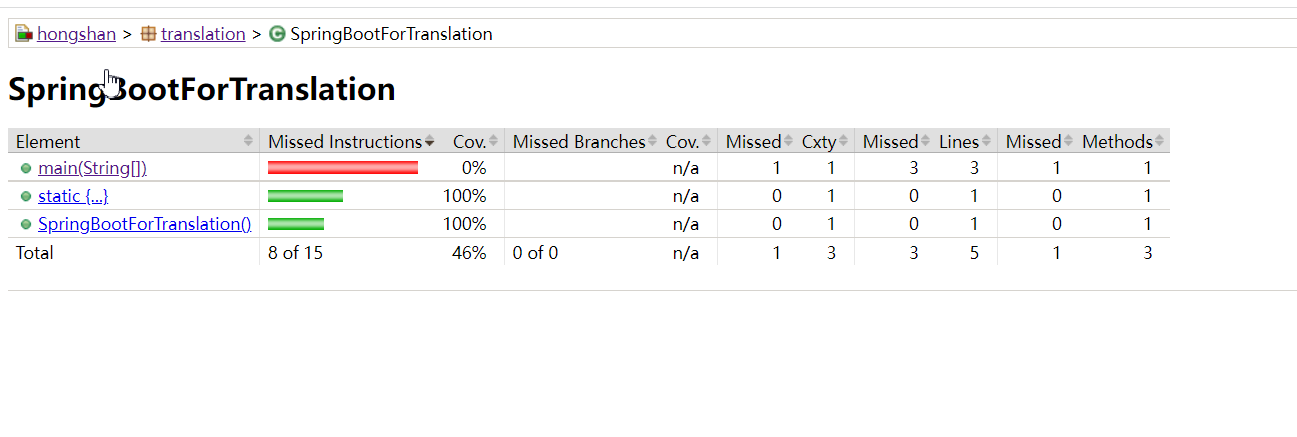 hongshan > translation > SpringBootForTranslation
SpringBootForTranslation
Element Missed Instructions Cov. Missed Branches Cov. Missed Cxty Missed Lines Missed Methods
main(String[]) 0% n/a 1 1 3 3 1 1
static {...} 100% n/a 0 1 0 1 0 1
SpringBootForTranslation() 100% n/a 0 1 0 1 0 1
Total 8 of 15 46% 0 of 0 n/a 1 3 3 5 1 3